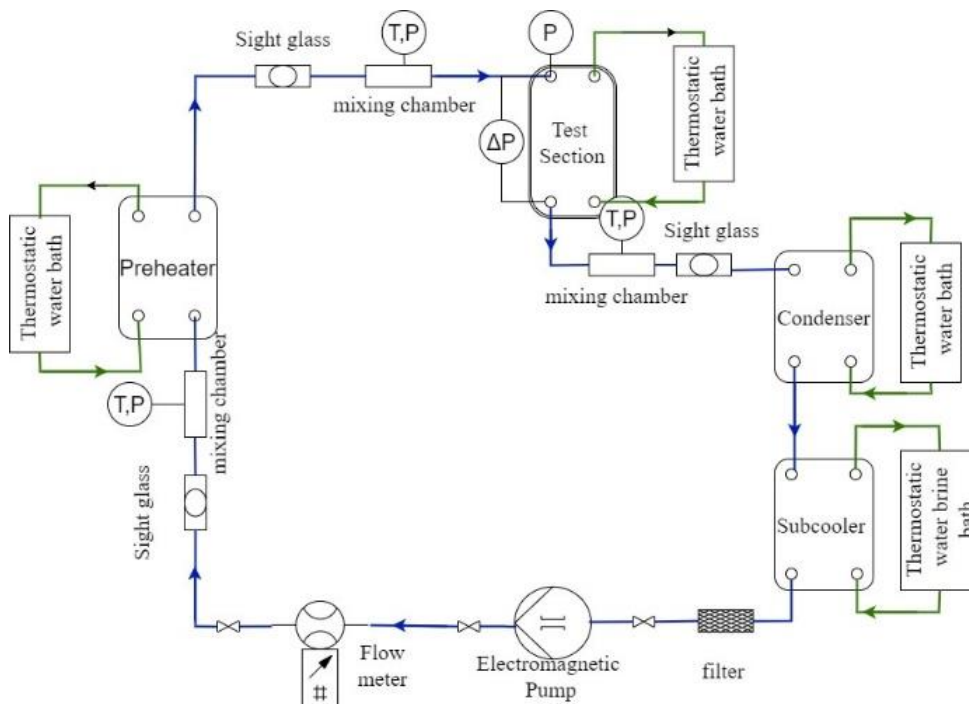 Sight glass
T,P
mixing chamber
P
ΔP
Test
Section
Thermostatic
water bath
T,P
mixing chamber
Sight glass
Thermostatic
water bath
Preheater
Condenser
Thermostatic
water bath
T,P
mixing chamber
Sight glass
Subcooler
Thermostatic
water brine
bath
Flow
meter
#
Electromagnetic
Pump
filter